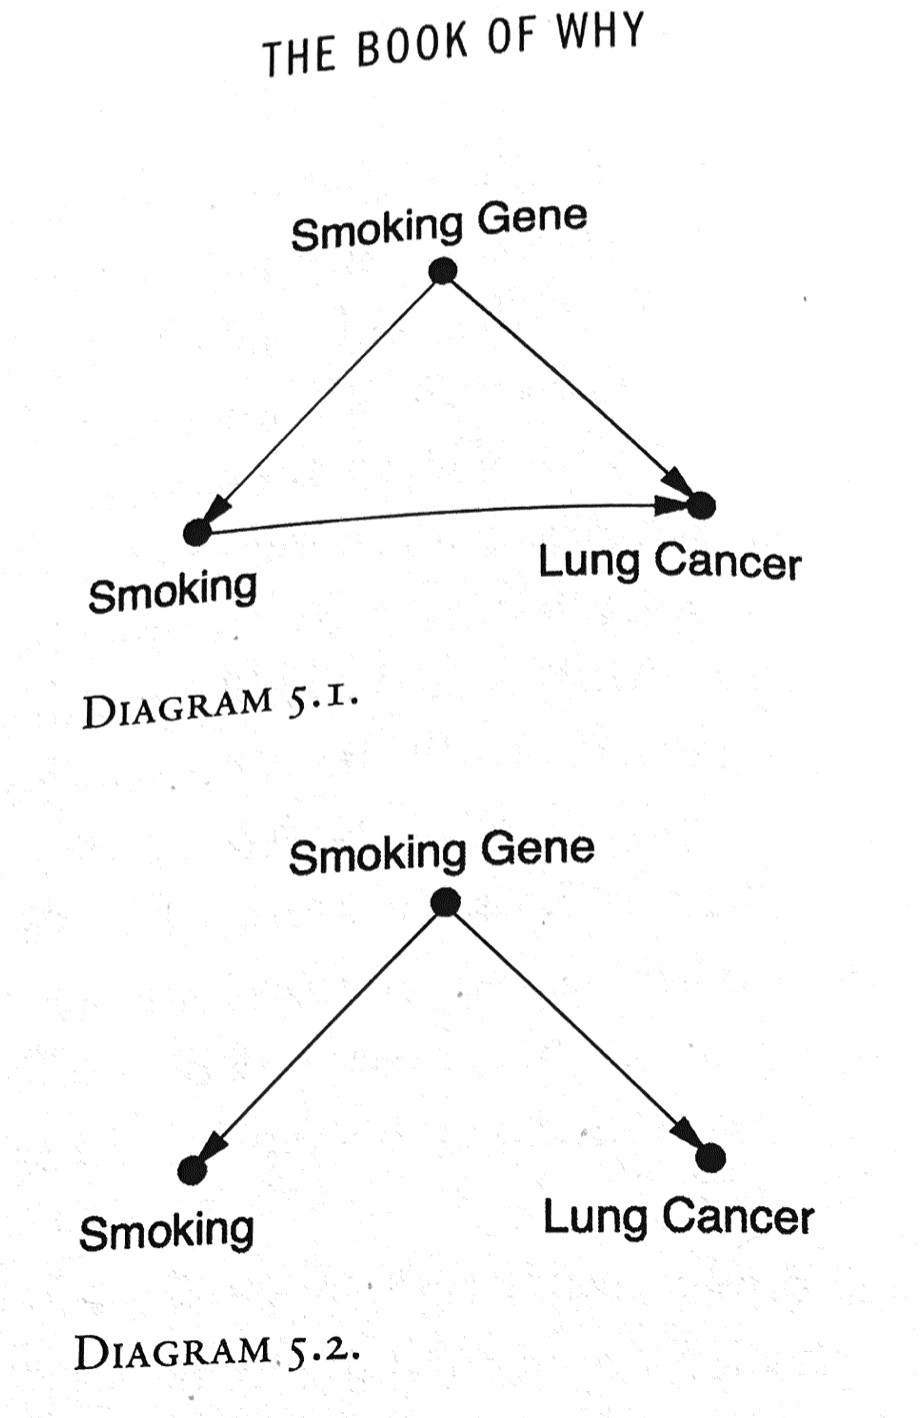 THE BOOK OF WHY
Smoking Gene
Smoking
Lung Cancer
DIAGRAM 5.1.
Smoking Gene
Smoking
Lung Cancer
DIAGRAM 5.2.